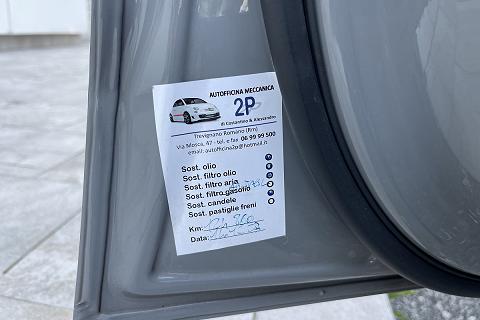 AUTOFFICINA MECCANICA
2P
di Costantino & Alessandro
Trevignano Romano (Rm)
Via Mosca, 47 - tel. e fax 06 99 99 500
email: autofficina2p@hotmail.it
Sost. olio
Sost. filtro olio
Sost. filtro aria
Sost. filtro gasolio
Sost. candele
Sost. pastiglie freni
Km:
Data: